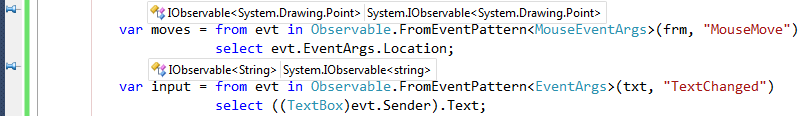 IObservable<System.Drawing.Point> System.IObservable<System.Drawing.Point>
var moves = from evt in Observable.FromEventPattern<MouseEventArgs>(frm, "MouseMove")
select evt.EventArgs.Location;
IObservable<String> System.IObservable<string>
var input = from evt in Observable.FromEventPattern<EventArgs>(txt, "TextChanged")
select ((TextBox)evt.Sender).Text;